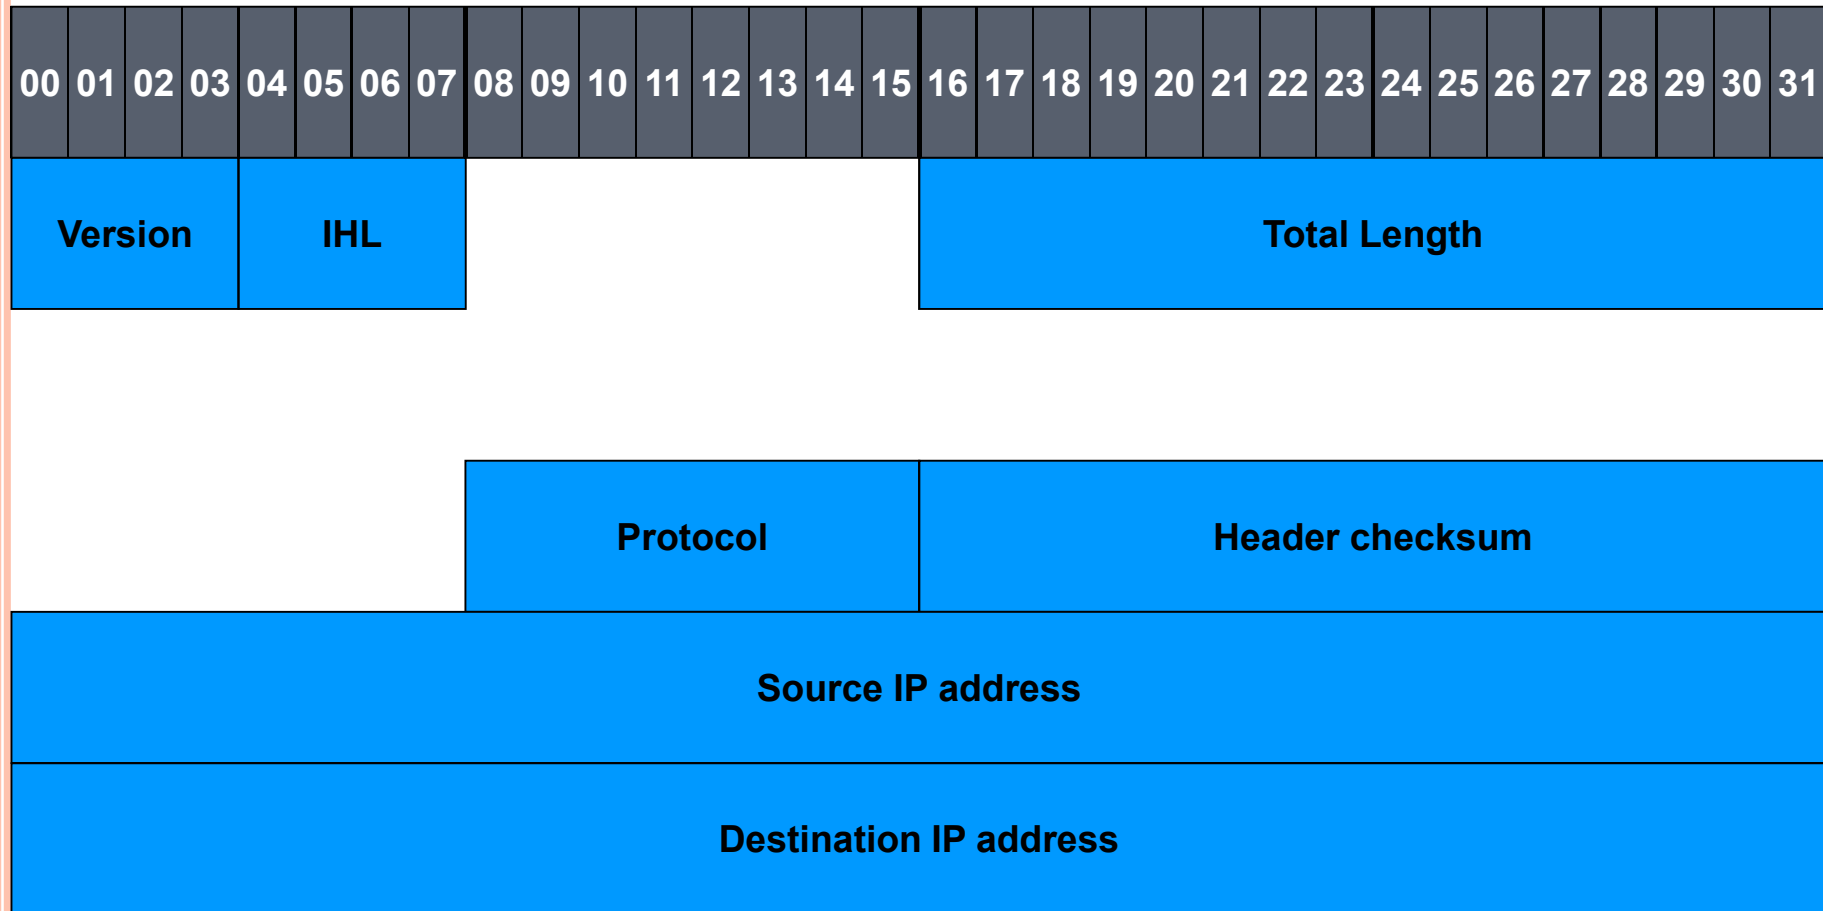 00 01 02 03 04 05 06 07 08 09 10 11 12 13 14 15 16 17 18 19 20 21 22 23 24 25 26 27 28 29 30 31
Version IHL Total Length
Protocol Header checksum
Source IP address
Destination IP address